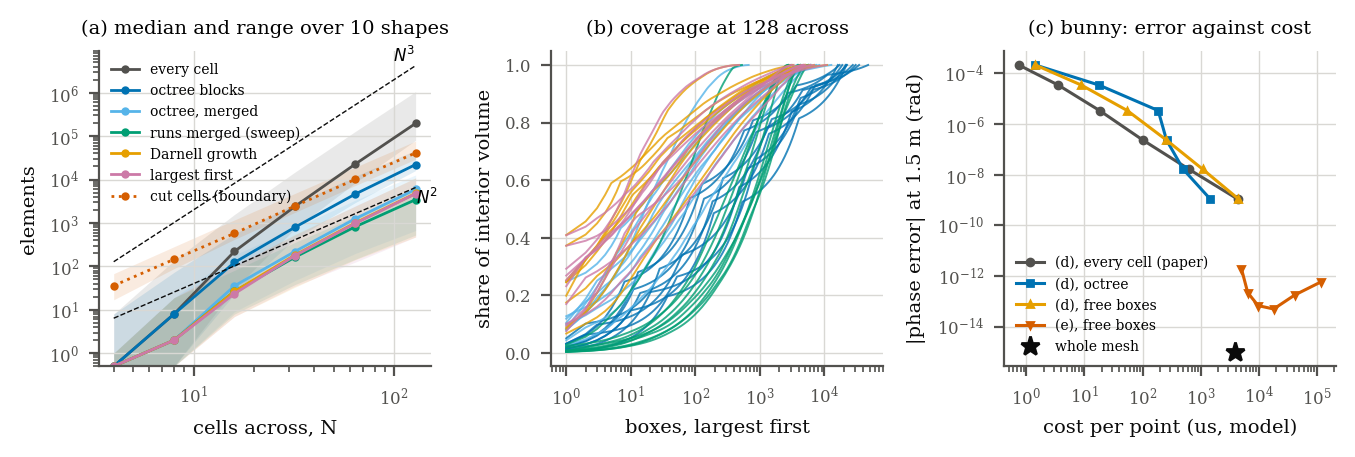 (a) median and range over 10 shapes
N³
10⁶
10⁵
10⁴
10³
10²
10¹
10⁰
elements
every cell
octree blocks
octree, merged
runs merged (sweep)
Darnell growth
largest first
cut cells (boundary)
N²
10¹
10²
cells across, N
(b) coverage at 128 across
1.0
0.8
0.6
0.4
0.2
0.0
share of interior volume
10⁰
10¹
10²
10³
10⁴
boxes, largest first
(c) bunny: error against cost
10⁻⁴
10⁻⁶
10⁻⁸
10⁻¹⁰
10⁻¹²
10⁻¹⁴
|phase error| at 1.5 m (rad)
(d), every cell (paper)
(d), octree
(d), free boxes
(e), free boxes
whole mesh
10⁰
10¹
10²
10³
10⁴
10⁵
cost per point (us, model)